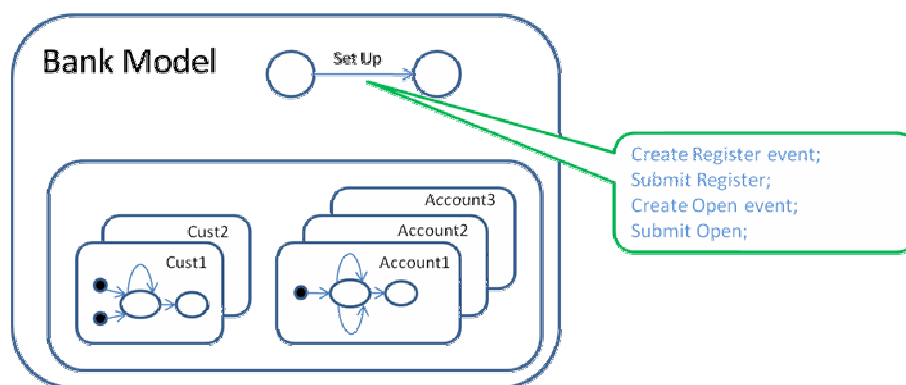 Bank Model
Set Up
Create Register event;
Submit Register;
Create Open event;
Submit Open;
Account3
Cust2
Account2
Cust1
Account1